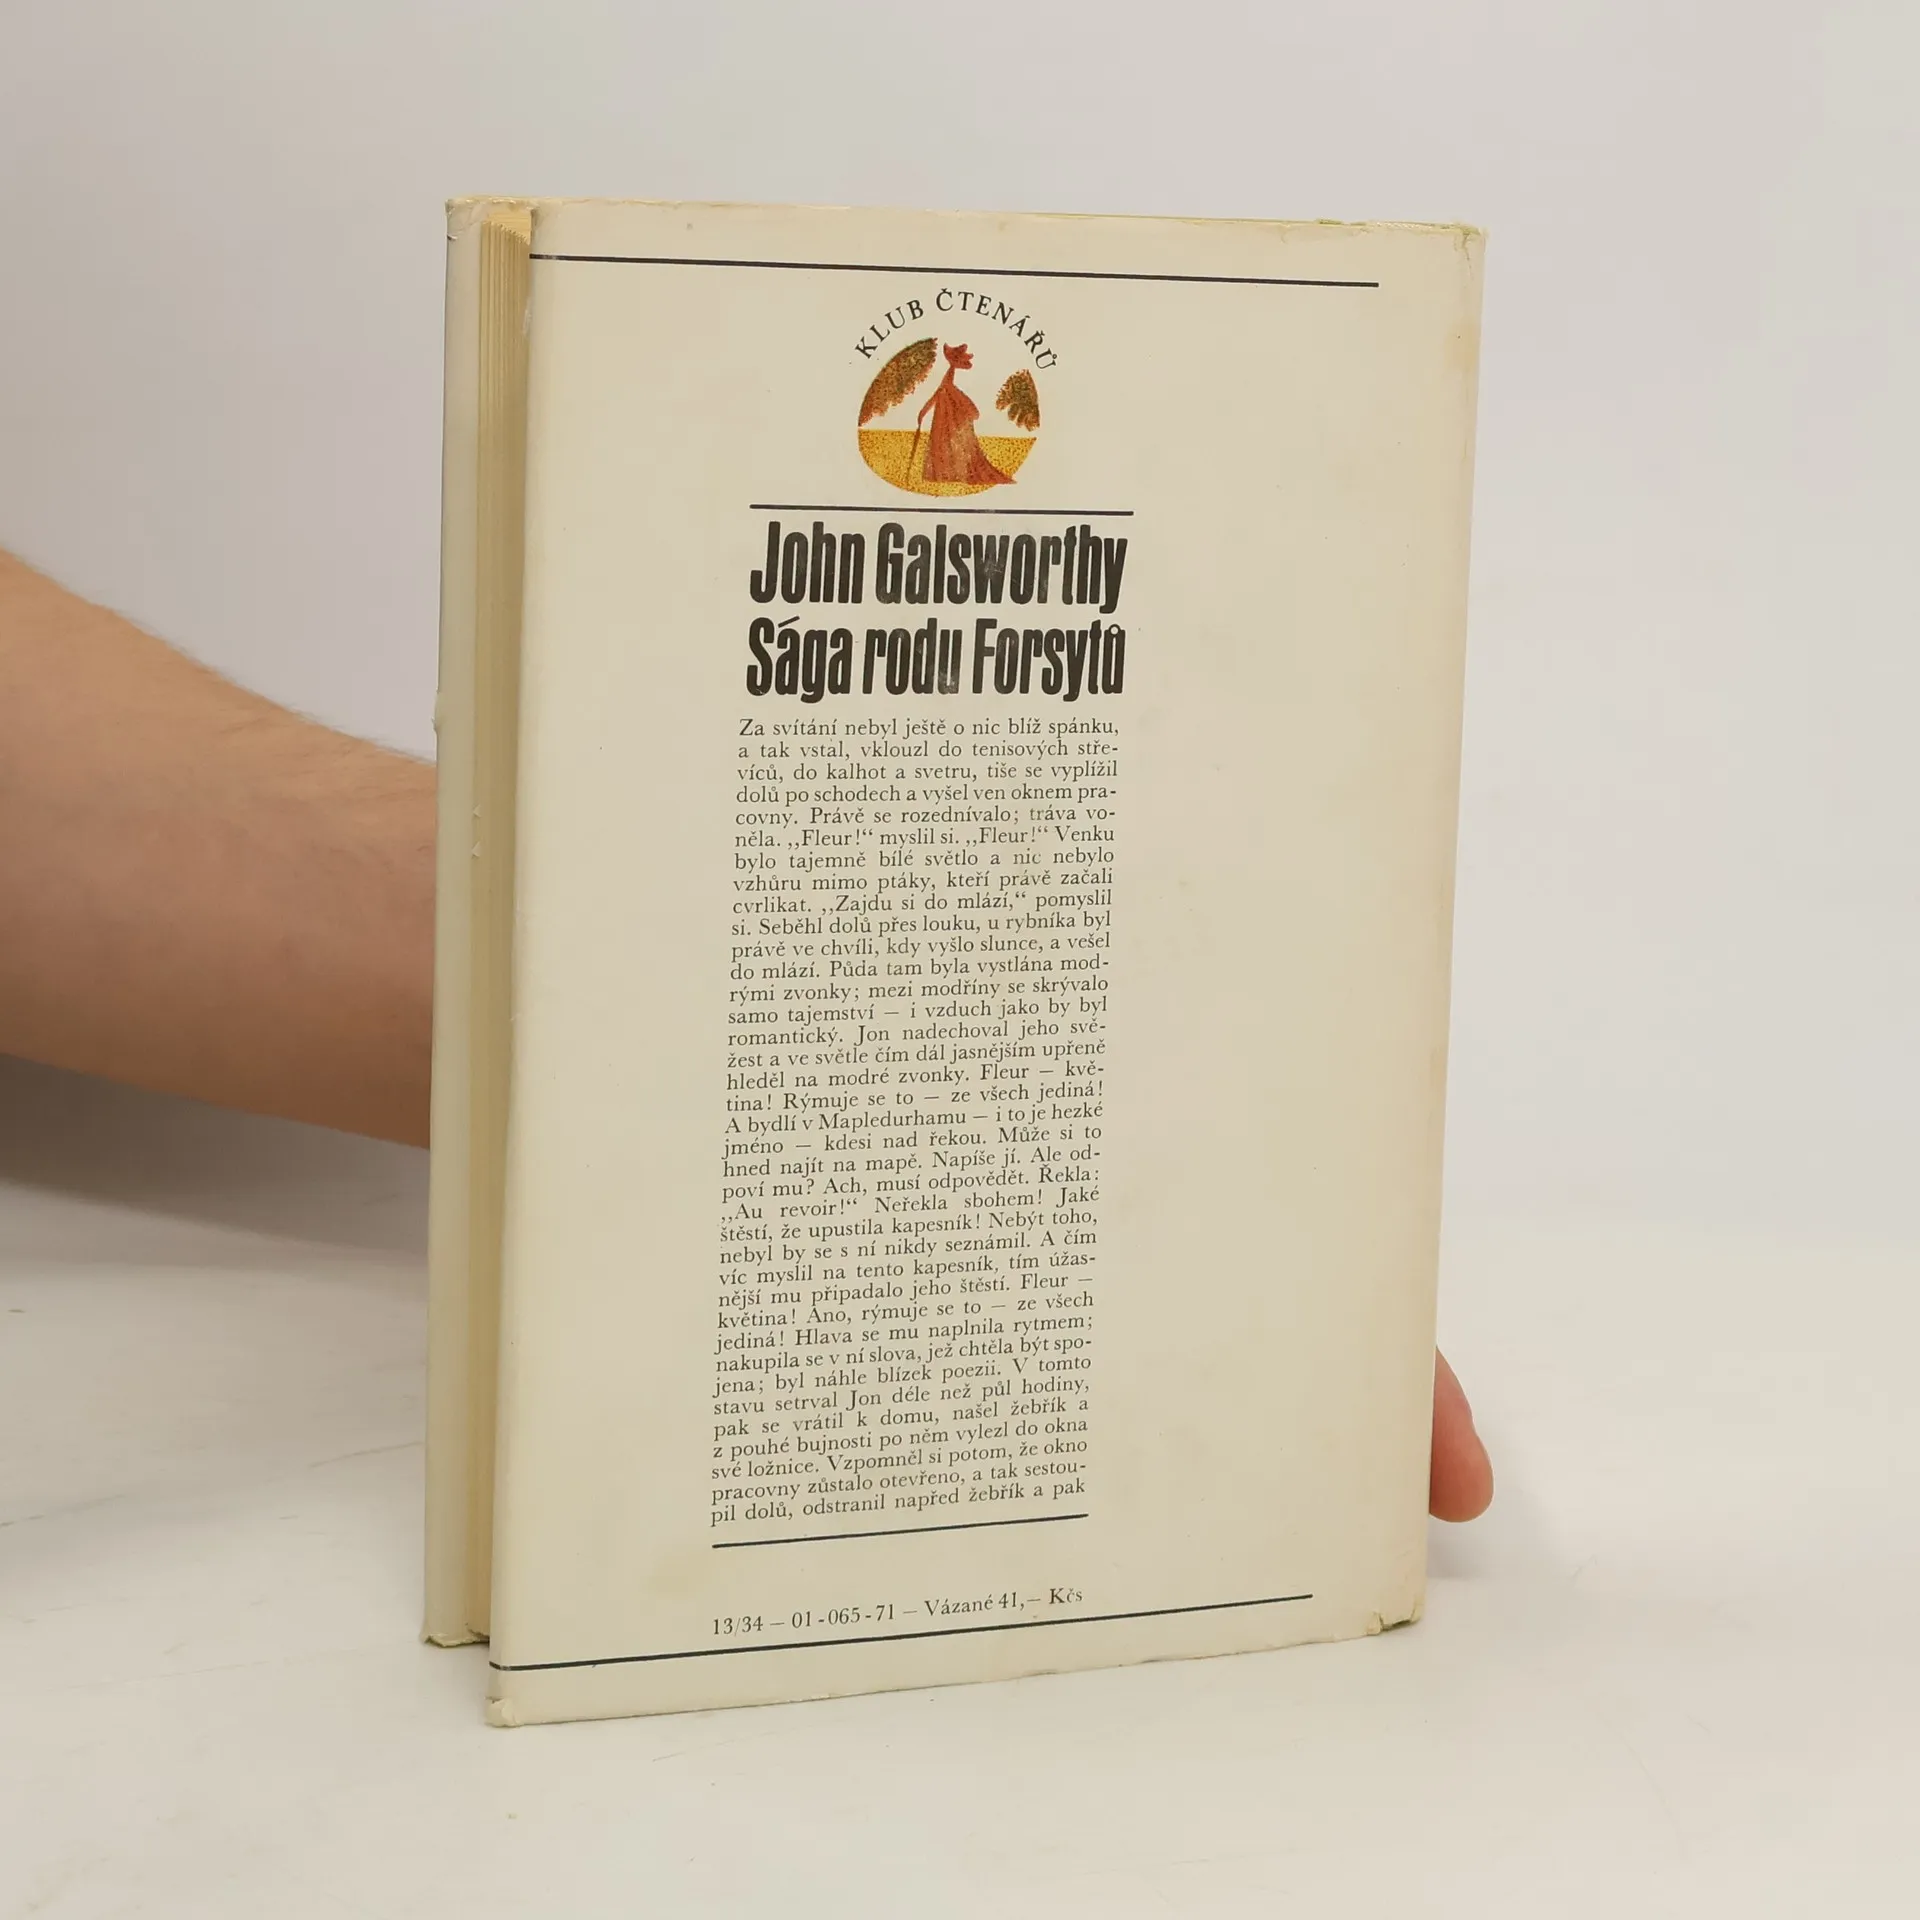 KLUB ČTENÁŘŮ
John Galsworthy
Sága rodu Forsytů
Za svítání nebyl ještě o nic blíž spánku,
a tak vstal, vklouzl do tenisových stře-
víců, do kalhot a svetru, tiše se vyplížil
dolů po schodech a vyšel ven oknem pra-
covny. Právě se rozednívalo; tráva vo-
něla. ,,Fleur!“ myslil si. ,,Fleur!“ Venku
bylo tajemně bílé světlo a nic nebylo
vzhůru mimo ptáky, kteří právě začali
cvrlikat. ,,Zajdu si do mlází,“ pomyslil
si. Seběhl dolů přes louku, u rybníka byl
právě ve chvíli, kdy vyšlo slunce, a vešel
do mlází. Půda tam byla vystlána mod-
rými zvonky; mezi modříny se skrývalo
samo tajemství — i vzduch jako by byl
romantický. Jon nadechoval jeho svě-
žest a ve světle čím dál jasnějším upřeně
hleděl na modré zvonky. Fleur — kvě-
tina! Rýmuje se to — ze všech jediná!
A bydlí v Mapledurhamu — i to je hezké
jméno — kdesi nad řekou. Může si to
hned najít na mapě. Napíše jí. Ale od-
poví mu? Ach, musí odpovědět. Řekla:
,,Au revoir!“ Neřekla sbohem! Jaké
štěstí, že upustila kapesník! Nebýt toho,
nebyl by se s ní nikdy seznámil. A čím
víc myslil na tento kapesník, tím úžas-
nější mu připadalo jeho štěstí. Fleur —
květina! Ano, rýmuje se to — ze všech
jediná! Hlava se mu naplnila rytmem;
nakupila se v ní slova, jež chtěla být spo-
jena; byl náhle blízek poezii. V tomto
stavu setrval Jon déle než půl hodiny,
pak se vrátil k domu, našel žebřík a
z pouhé bujnosti po něm vylezl do okna
své ložnice. Vzpomněl si potom, že okno
pracovny zůstalo otevřeno, a tak sestou-
pil dolů, odstranil napřed žebřík a pak
13/34 — 01-065-71 — Vázané 41,— Kčs